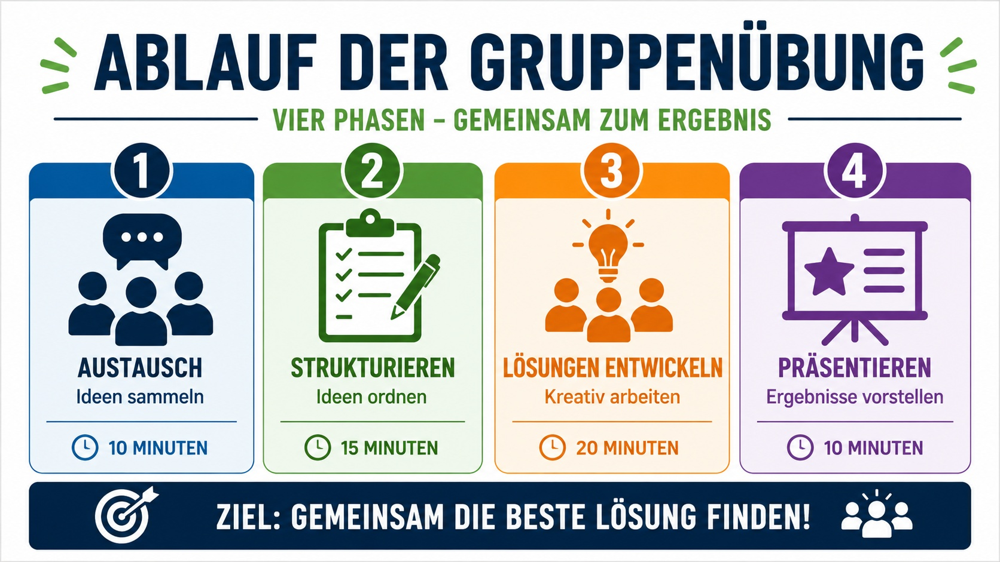 ABLAUF DER GRUPPENÜBUNG
VIER PHASEN – GEMEINSAM ZUM ERGEBNIS
1
AUSTAUSCH
Ideen sammeln
10 MINUTEN
2
STRUKTURIEREN
Ideen ordnen
15 MINUTEN
3
LÖSUNGEN ENTWICKELN
Kreativ arbeiten
20 MINUTEN
4
PRÄSENTIEREN
Ergebnisse vorstellen
10 MINUTEN
ZIEL: GEMEINSAM DIE BESTE LÖSUNG FINDEN!